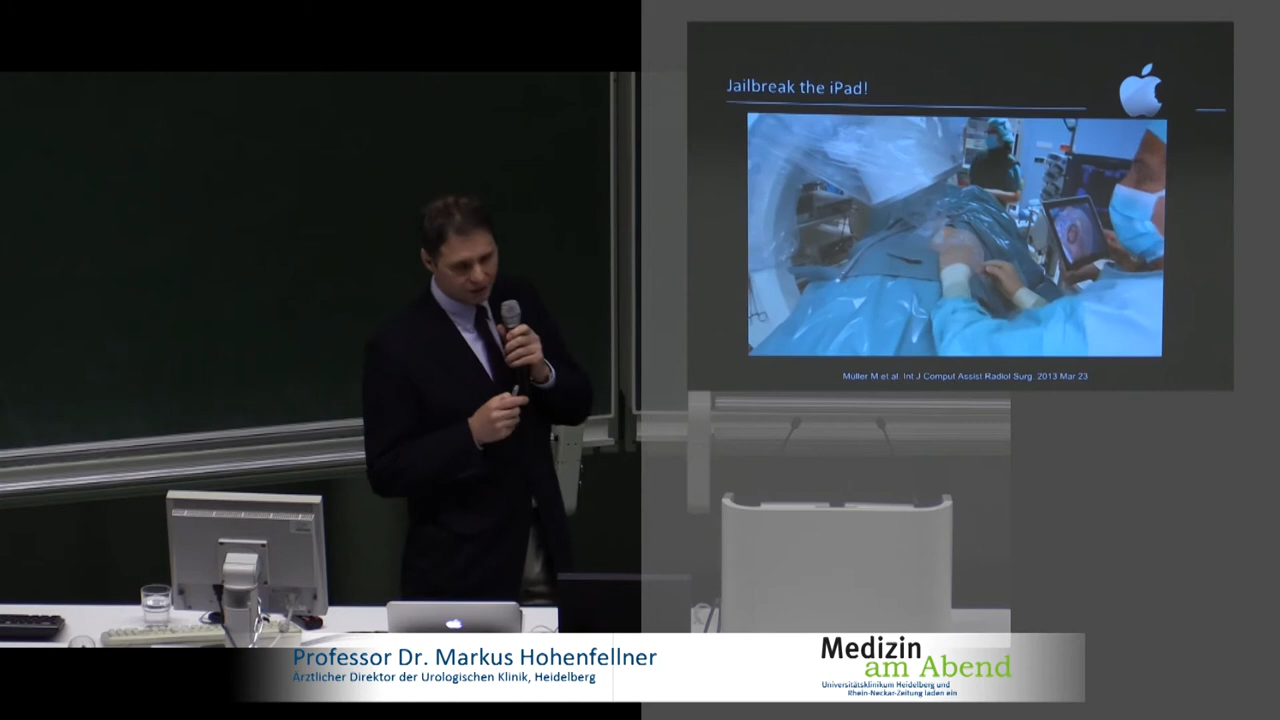 Jailbreak the iPad!
Müller M et al. Int J Comput Assist Radiol Surg. 2013 Mar 23
Professor Dr. Markus Hohenfellner
Ärztlicher Direktor der Urologischen Klinik, Heidelberg
Medizin
am Abend
Universitätsklinikum Heidelberg und
Rhein-Neckar-Zeitung laden ein